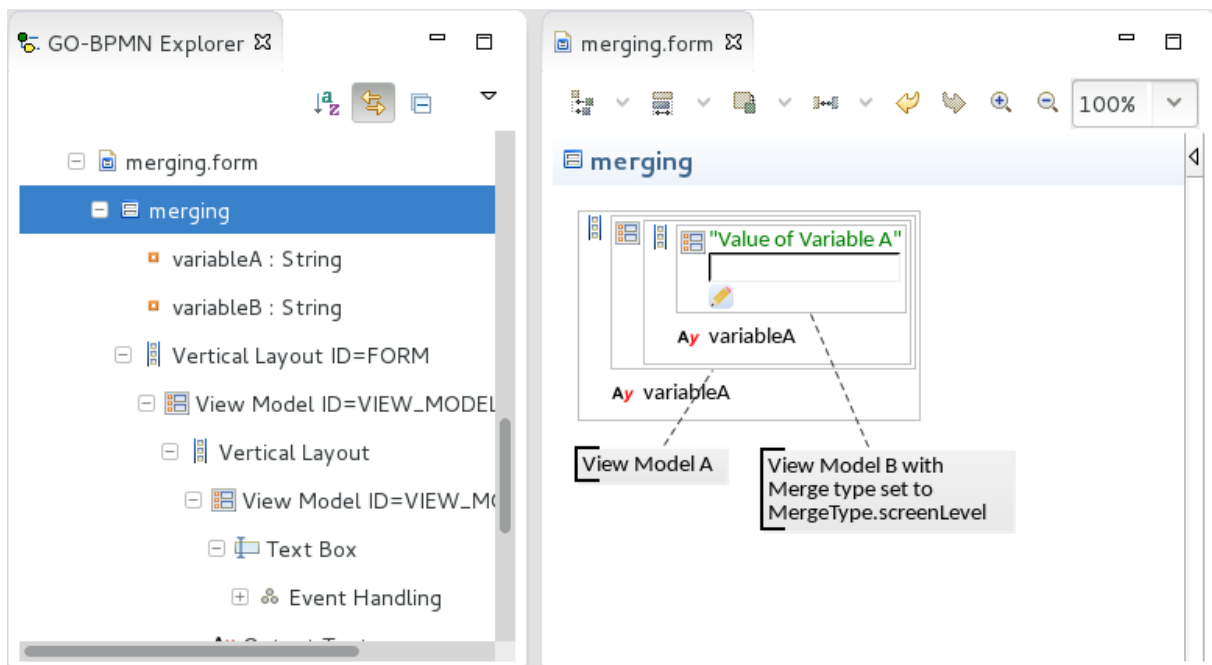 GO-BPMN Explorer
merging.form
merging
variableA : String
variableB : String
Vertical Layout ID=FORM
View Model ID=VIEW_MODEL
Vertical Layout
View Model ID=VIEW_M
Text Box
Event Handling
merging.form
100%
merging
"Value of Variable A"
Ay variableA
Ay variableA
View Model A
View Model B with
Merge type set to
MergeType.screenLevel